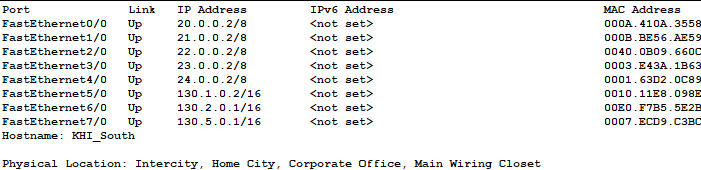 Port Link IP Address IPv6 Address MAC Address
FastEthernet0/0 Up 20.0.0.2/8 <not set> 000A.410A.3558
FastEthernet1/0 Up 21.0.0.2/8 <not set> 000B.BE56.AE59
FastEthernet2/0 Up 22.0.0.2/8 <not set> 0040.0B09.660C
FastEthernet3/0 Up 23.0.0.2/8 <not set> 0003.E43A.1B63
FastEthernet4/0 Up 24.0.0.2/8 <not set> 0001.63D2.0C89
FastEthernet5/0 Up 130.1.0.2/16 <not set> 0010.11E8.098E
FastEthernet6/0 Up 130.2.0.1/16 <not set> 00E0.F7B5.5E2B
FastEthernet7/0 Up 130.5.0.1/16 <not set> 0007.ECD9.C3BC
Hostname: KHI_South
Physical Location: Intercity, Home City, Corporate Office, Main Wiring Closet